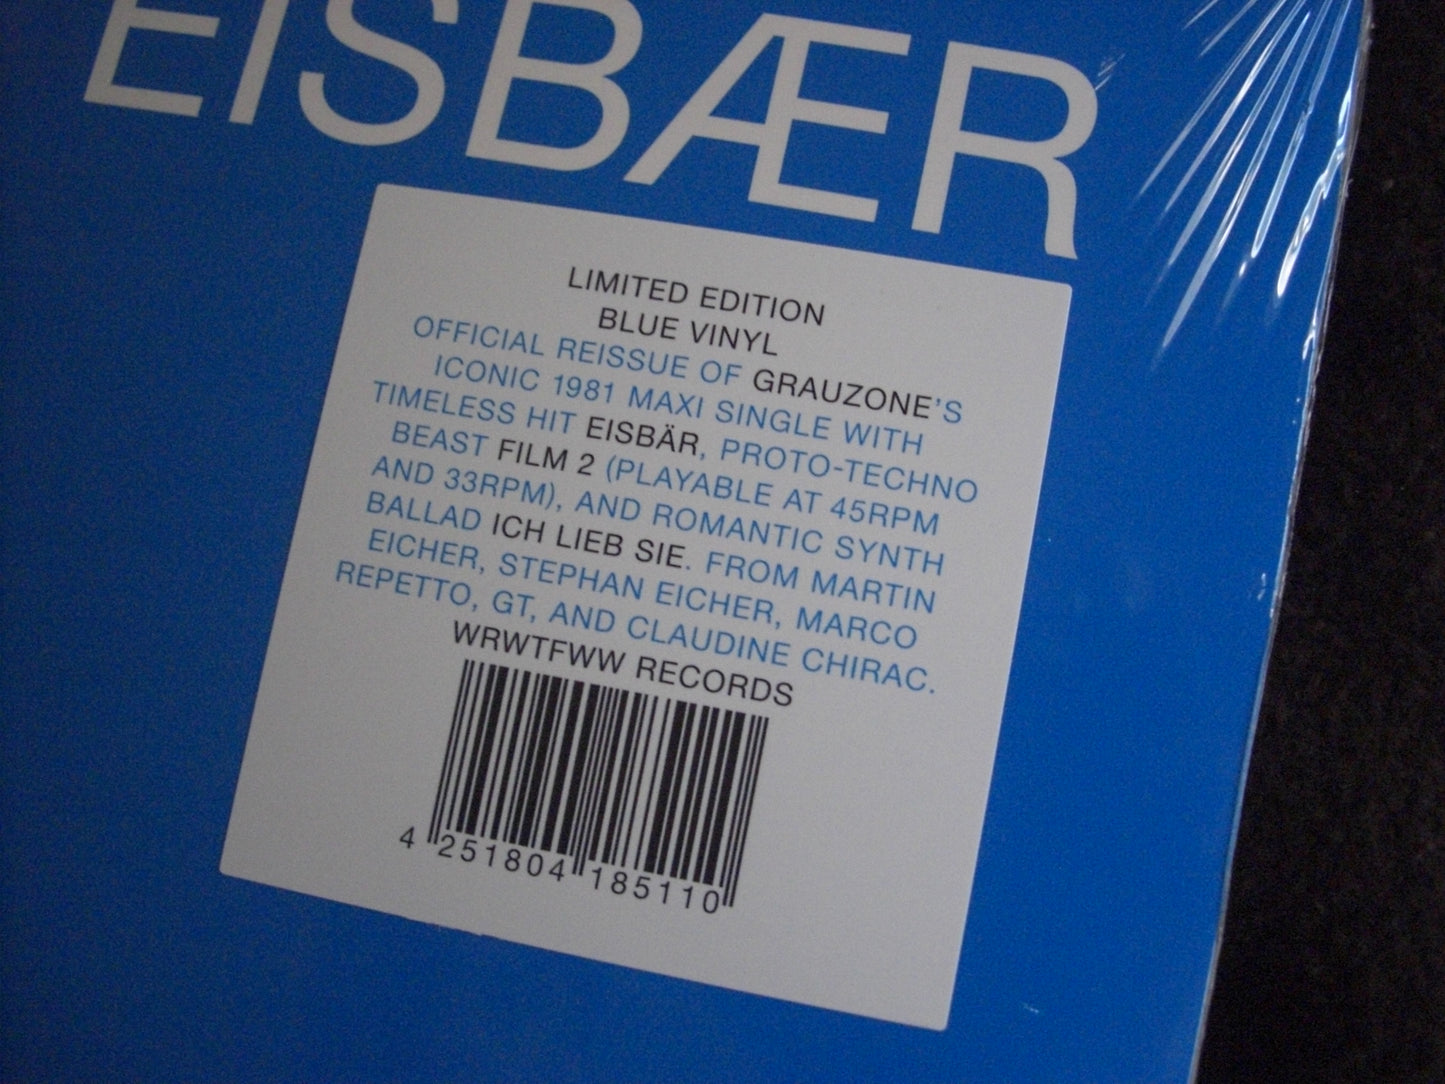 EISBÆR
LIMITED EDITION
BLUE VINYL
OFFICIAL REISSUE OF GRAUZONE'S
ICONIC 1981 MAXI SINGLE WITH
TIMELESS HIT EISBÄR, PROTO-TECHNO
BEAST FILM 2 (PLAYABLE AT 45RPM
AND 33RPM), AND ROMANTIC SYNTH
BALLAD ICH LIEB SIE. FROM MARTIN
EICHER, STEPHAN EICHER, MARCO
REPETTO, GT, AND CLAUDINE CHIRAC.
WRWTFWW RECORDS
4 251804 185110